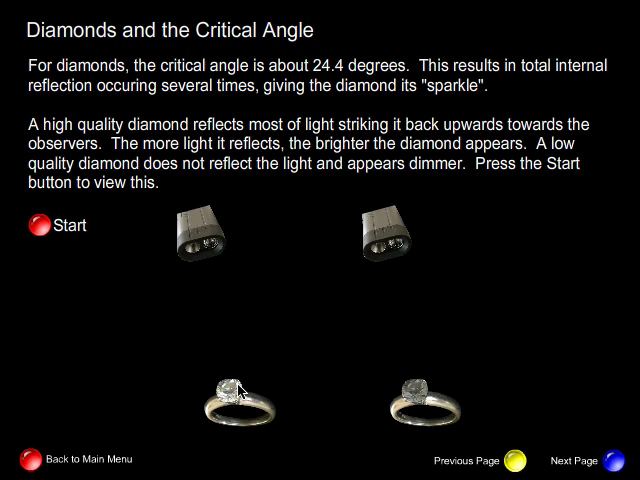 Diamonds and the Critical Angle
For diamonds, the critical angle is about 24.4 degrees.  This results in total internal
reflection occuring several times, giving the diamond its "sparkle".
A high quality diamond reflects most of light striking it back upwards towards the
observers.  The more light it reflects, the brighter the diamond appears.  A low
quality diamond does not reflect the light and appears dimmer.  Press the Start
button to view this.
Start
Back to Main Menu
Previous Page
Next Page